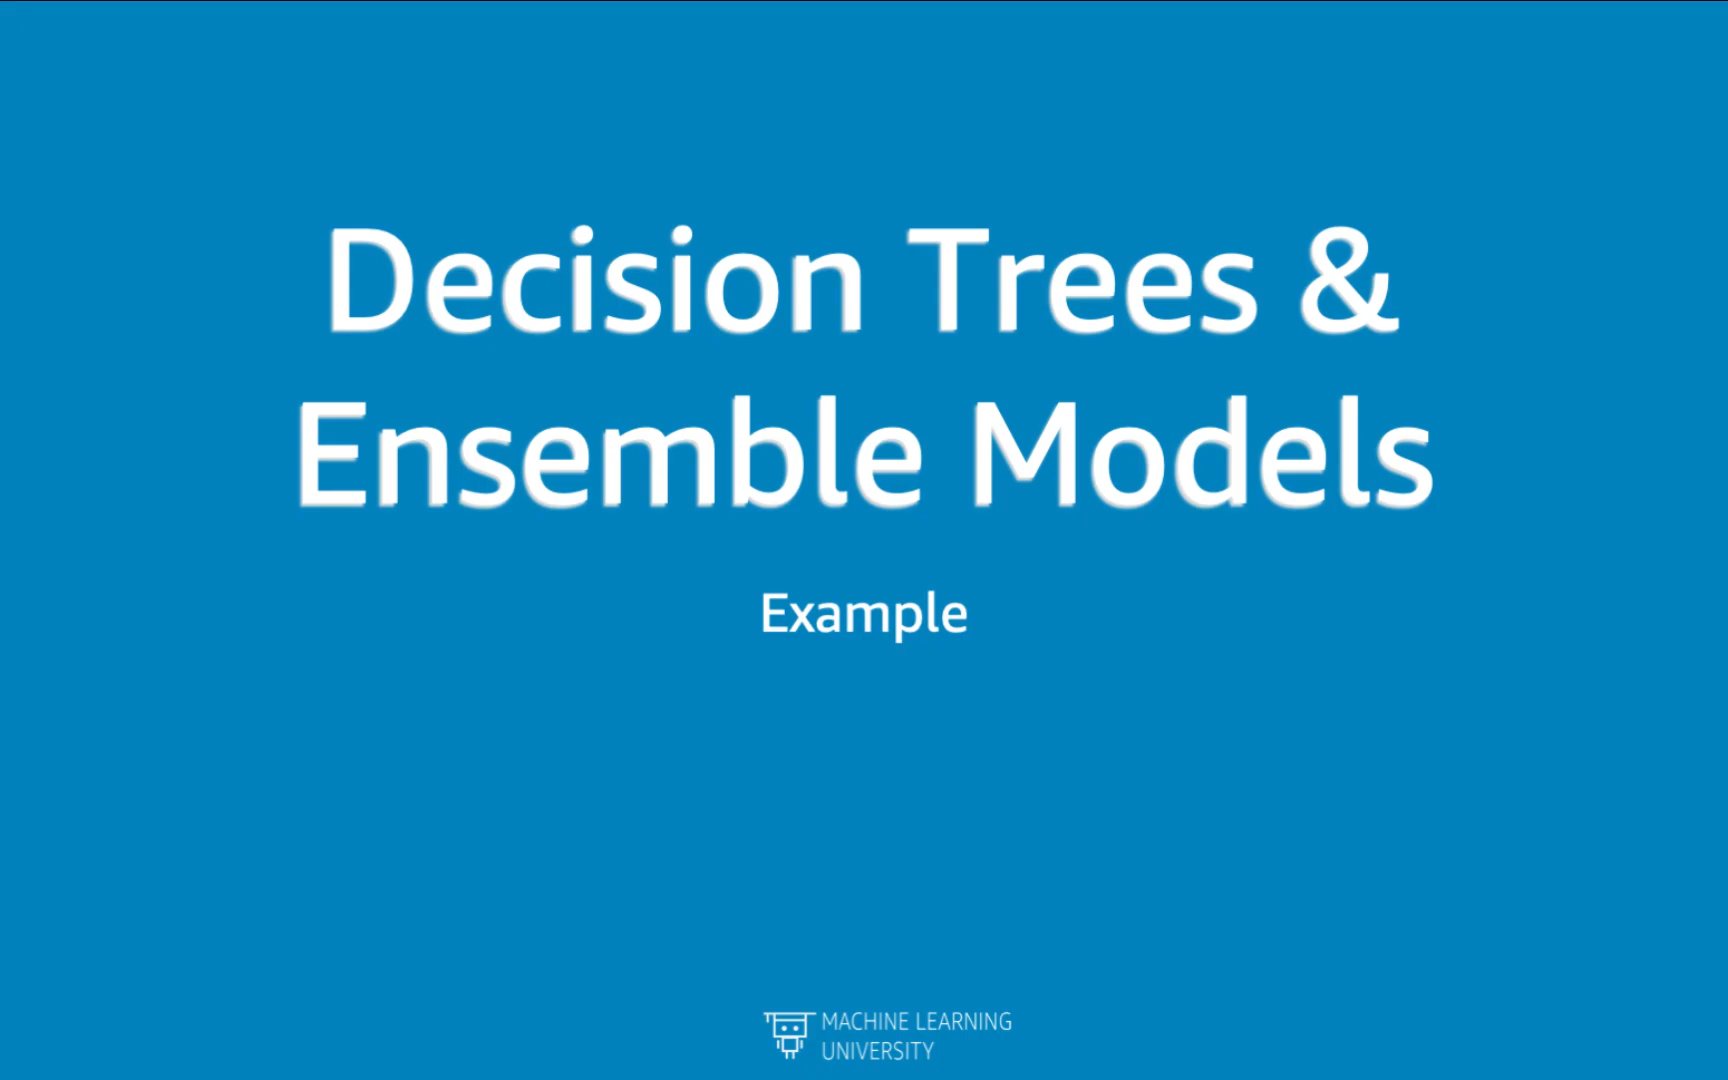 Decision Trees &
Ensemble Models
Example
MACHINE LEARNING
UNIVERSITY